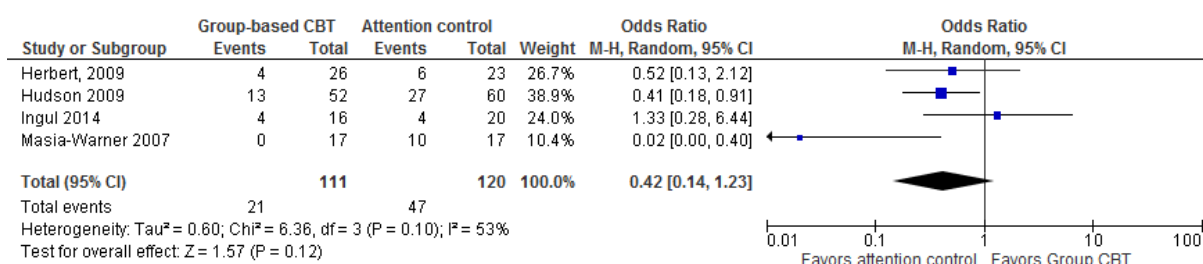 Group-based CBT Attention control Odds Ratio Odds Ratio
Study or Subgroup Events Total Events Total Weight M-H, Random, 95% CI M-H, Random, 95% CI
Herbert, 2009 4 26 6 23 26.7% 0.52 [0.13, 2.12]
Hudson 2009 13 52 27 60 38.9% 0.41 [0.18, 0.91]
Ingul 2014 4 16 4 20 24.0% 1.33 [0.28, 6.44]
Masia-Warner 2007 0 17 10 17 10.4% 0.02 [0.00, 0.40]
Total (95% CI) 111 120 100.0% 0.42 [0.14, 1.23]
Total events 21 47
Heterogeneity: Tau² = 0.60; Chi² = 6.36, df = 3 (P = 0.10); I² = 53%
Test for overall effect: Z = 1.57 (P = 0.12)
0.01 0.1 1 10 100
Favors attention control Favors Group CBT